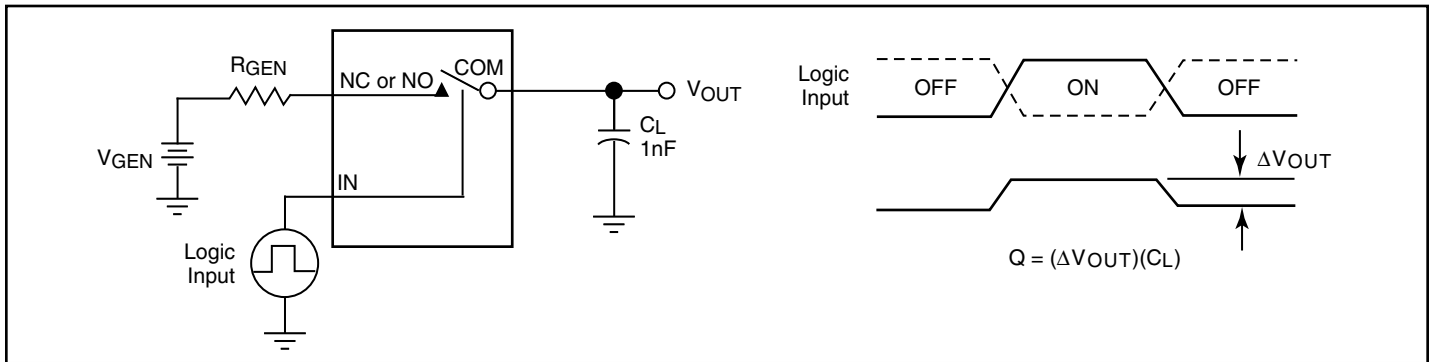 RGEN
NC or NO
COM
VOUT
CL
1nF
VGEN
IN
Logic
Input
Logic
Input
OFF
ON
OFF
ΔVOUT
Q = (ΔVOUT)(CL)